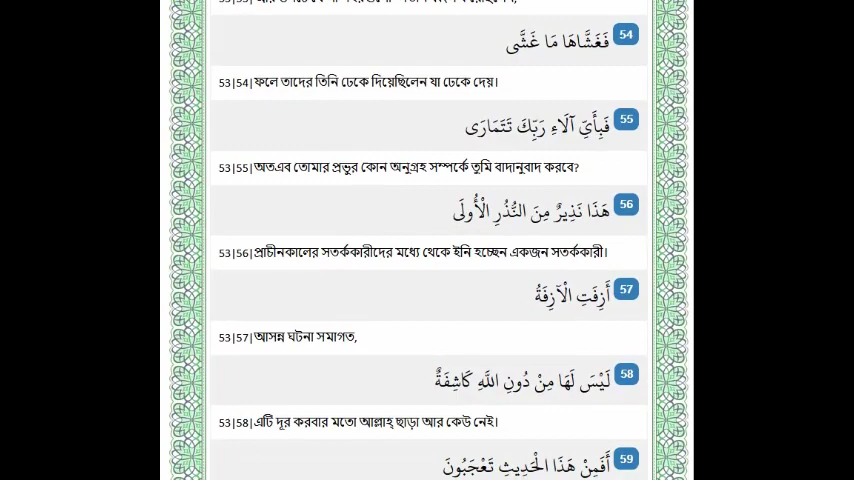 فَغَشَّاهَا مَا غَشَّى 54
53|54|ফলে তাদের তিনি ঢেকে দিয়েছিলেন যা ঢেকে দেয়।
فَبِأَيِّ آلَاءِ رَبِّكَ تَتَمَارَى 55
53|55|অতএব তোমার প্রভুর কোন অনুগ্রহ সম্পর্কে তুমি বাদানুবাদ করবে?
هَذَا نَذِيرٌ مِنَ النُّذُرِ الْأُولَى 56
53|56|প্রাচীনকালের সতর্ককারীদের মধ্যে থেকে ইনি হচ্ছেন একজন সতর্ককারী।
أَزِفَتِ الْآزِفَةُ 57
53|57|আসন্ন ঘটনা সমাগত,
لَيْسَ لَهَا مِنْ دُونِ اللَّهِ كَاشِفَةٌ 58
53|58|এটি দূর করবার মতো আল্লাহ্ ছাড়া আর কেউ নেই।
أَفَمِنْ هَذَا الْحَدِيثِ تَعْجَبُونَ 59